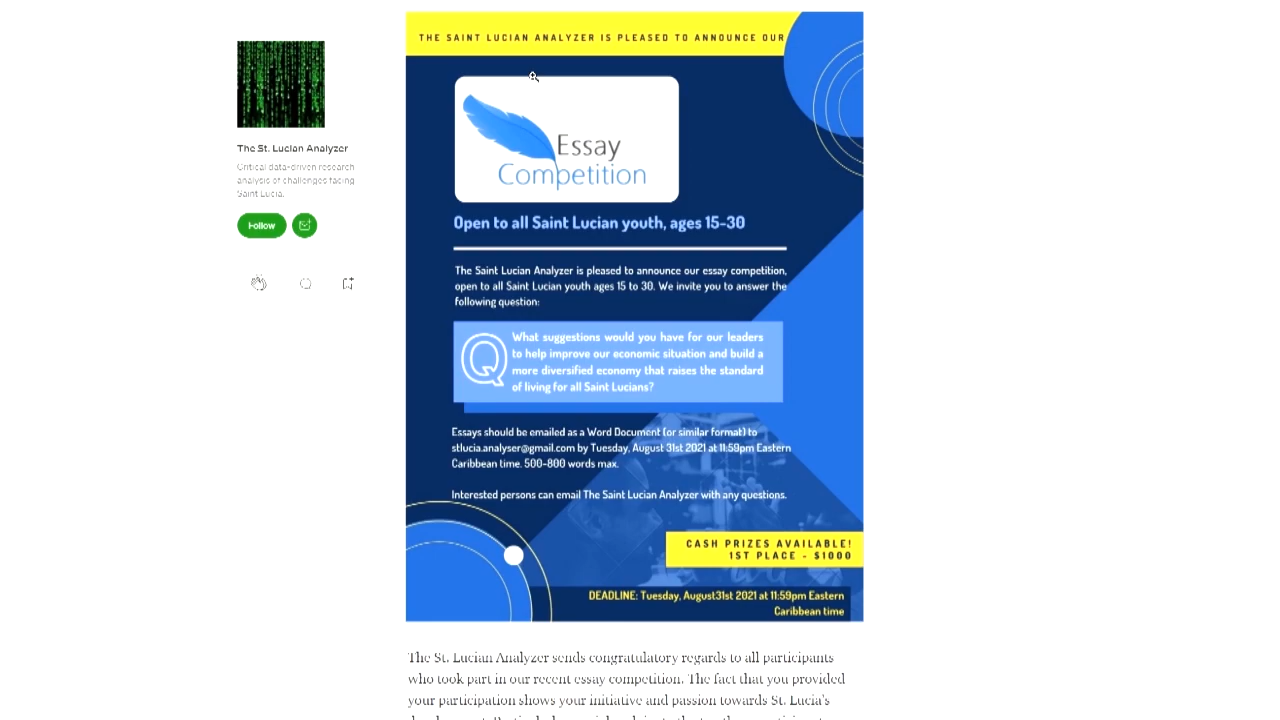 THE SAINT LUCIAN ANALYZER IS PLEASED TO ANNOUNCE OUR
Essay
Competition
The St. Lucian Analyzer
Critical data-driven research
analysis of challenges facing
Saint Lucia.
Follow
Open to all Saint Lucian youth, ages 15-30
The Saint Lucian Analyzer is pleased to announce our essay competition,
open to all Saint Lucian youth ages 15 to 30. We invite you to answer the
following question:
Q
What suggestions would you have for our leaders
to help improve our economic situation and build a
more diversified economy that raises the standard
of living for all Saint Lucians?
Essays should be emailed as a Word Document (or similar format) to
stlucia.analyser@gmail.com by Tuesday, August 31st 2021 at 11:59pm Eastern
Caribbean time. 500-800 words max.
Interested persons can email The Saint Lucian Analyzer with any questions.
CASH PRIZES AVAILABLE!
1ST PLACE - $1000
DEADLINE: Tuesday, August31st 2021 at 11:59pm Eastern
Caribbean time
The St. Lucian Analyzer sends congratulatory regards to all participants
who took part in our recent essay competition. The fact that you provided
your participation shows your initiative and passion towards St. Lucia's